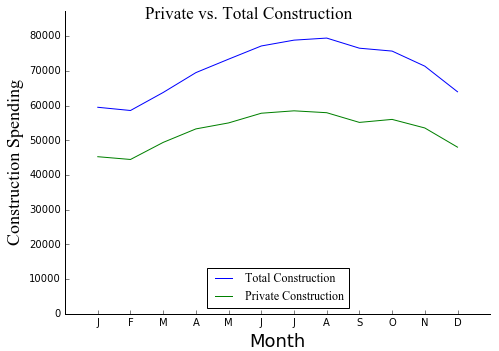 Private vs. Total Construction
Construction Spending
80000
70000
60000
50000
40000
30000
20000
10000
0
Total Construction
Private Construction
J F M A M J J A S O N D
Month